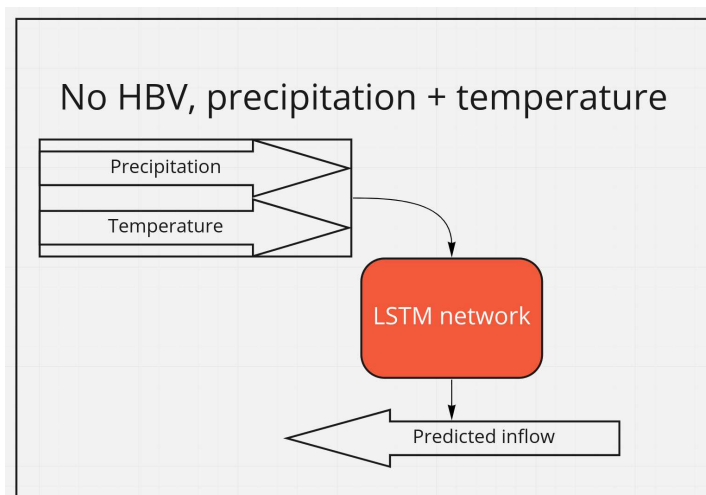 No HBV, precipitation + temperature
Precipitation
Temperature
LSTM network
Predicted inflow